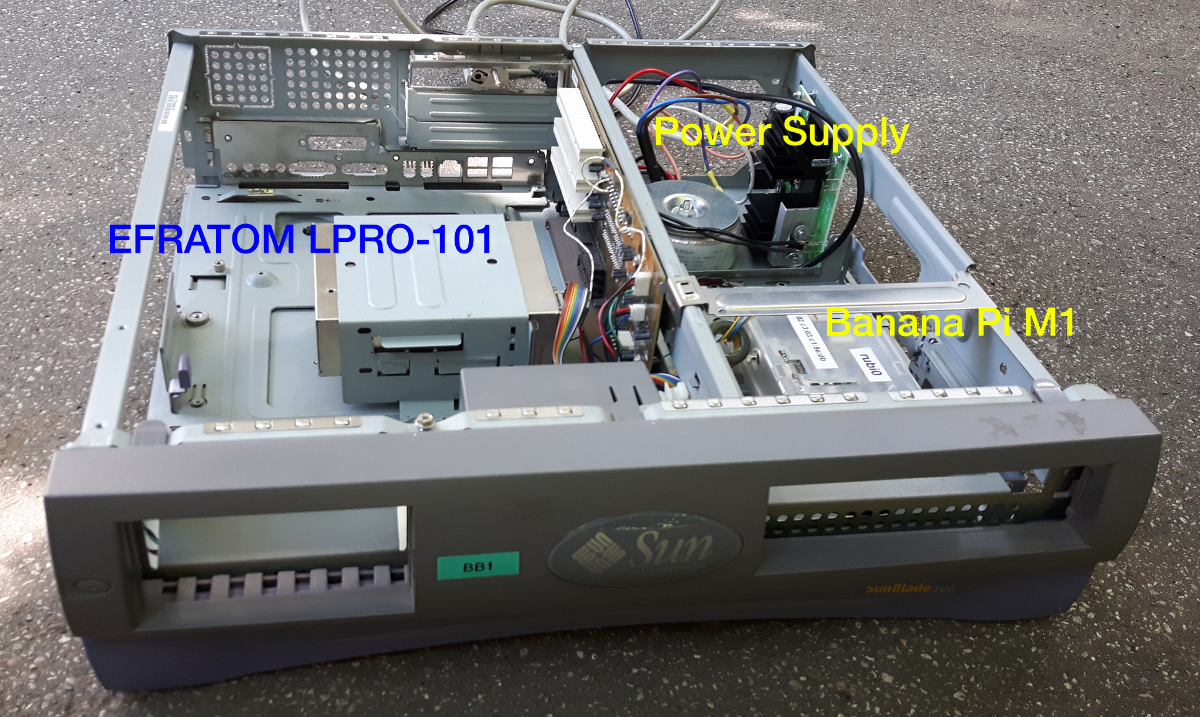 Power Supply
EFRATOM LPRO-101
Banana Pi M1
rubi0
BB1
Sun
SunBlade 100